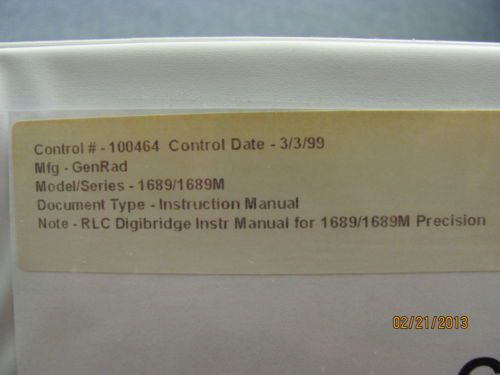 Control # - 100464 Control Date - 3/3/99
Mfg - GenRad
Model/Series - 1689/1689M
Document Type - Instruction Manual
Note - RLC Digibridge Instr Manual for 1689/1689M Precision
02/21/2013